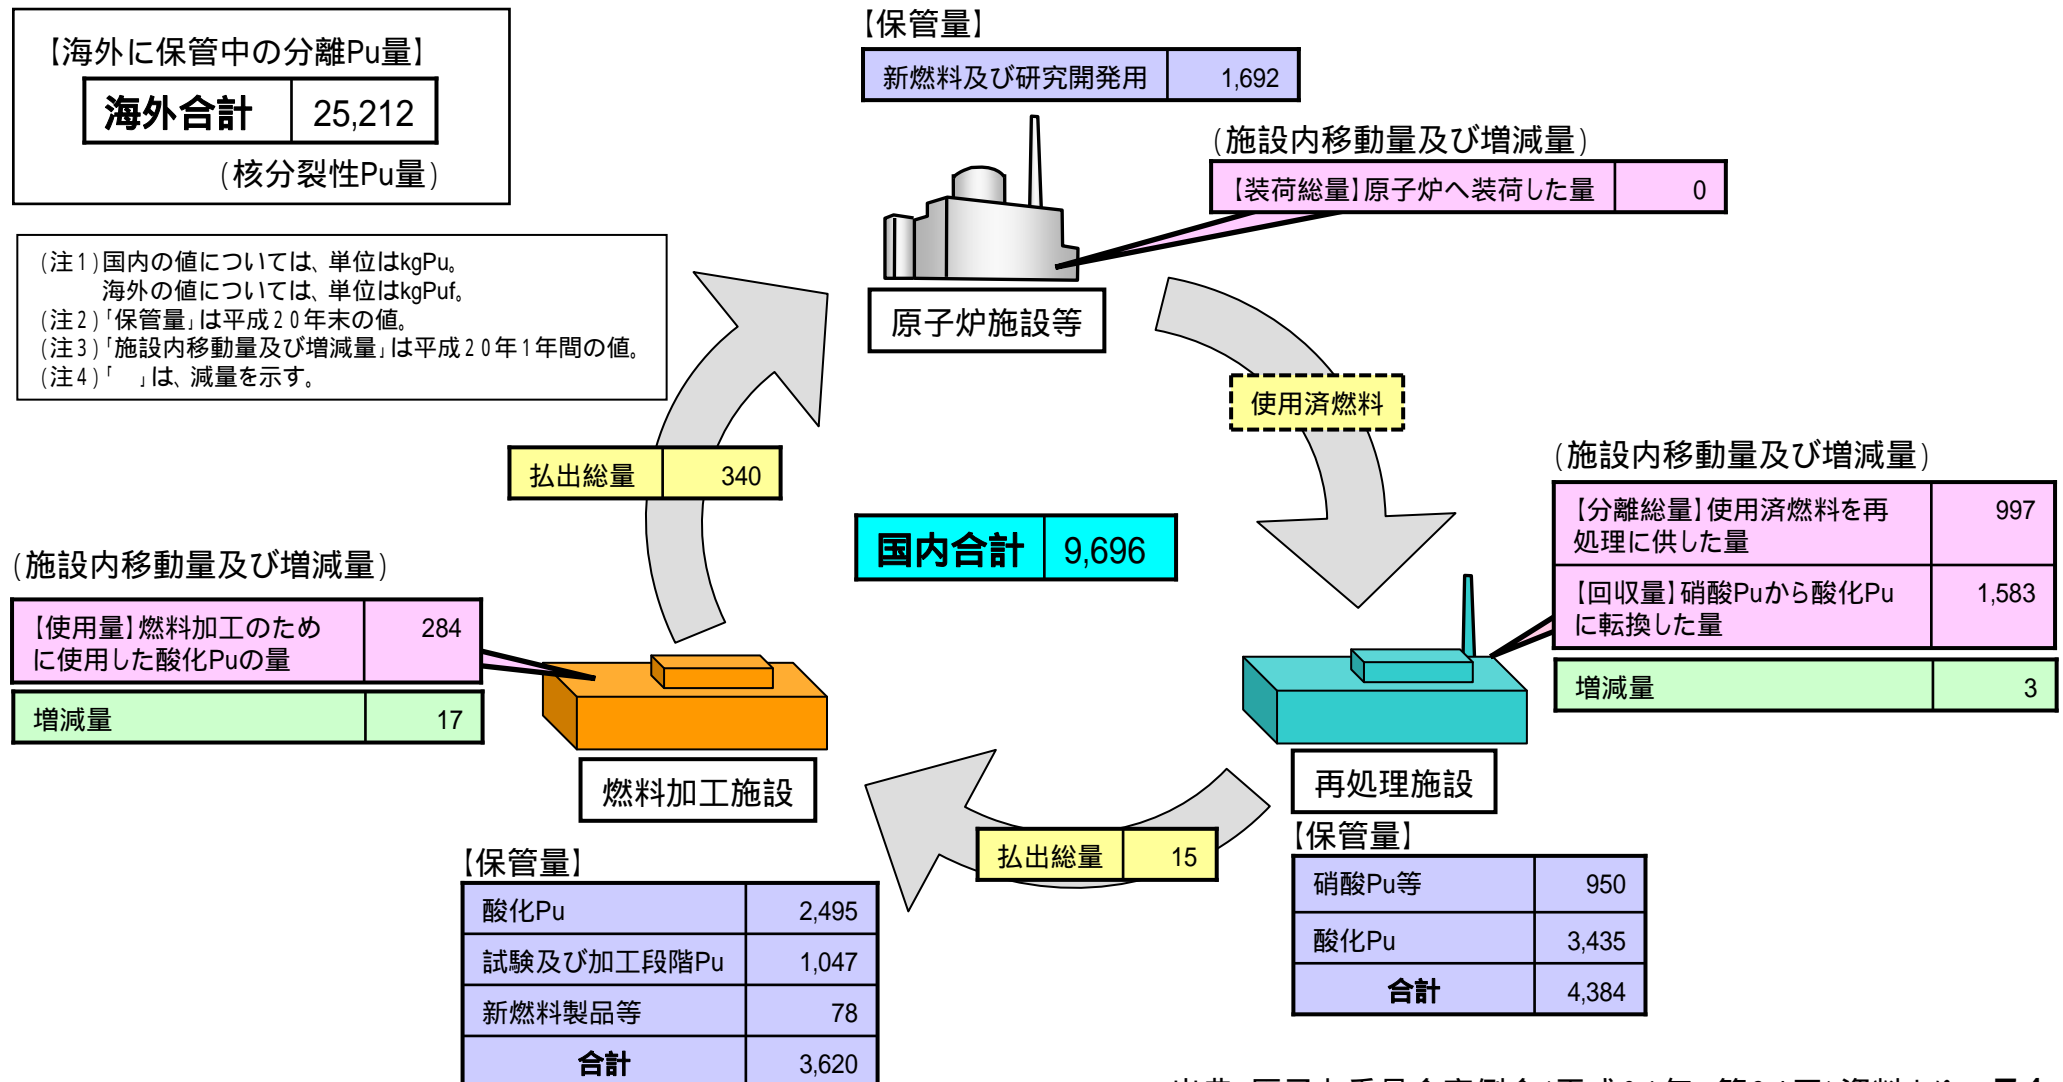 【海外に保管中の分離Pu量】
海外合計 25,212
(核分裂性Pu量)
【保管量】
新燃料及び研究開発用 1,692
(施設内移動量及び増減量)
【装荷総量】原子炉へ装荷した量 0
(注1)国内の値については、単位はkgPu。
海外の値については、単位はkgPuf。
(注2)「保管量」は平成20年末の値。
(注3)「施設内移動量及び増減量」は平成20年1年間の値。
(注4)「　」は、減量を示す。
原子炉施設等
使用済燃料
払出総量 340
国内合計 9,696
(施設内移動量及び増減量)
【分離総量】使用済燃料を再
処理に供した量 997
【回収量】硝酸Puから酸化Pu
に転換した量 1,583
増減量 3
(施設内移動量及び増減量)
【使用量】燃料加工のため
に使用した酸化Puの量 284
増減量 17
燃料加工施設
再処理施設
払出総量 15
【保管量】
硝酸Pu等 950
酸化Pu 3,435
合計 4,384
【保管量】
酸化Pu 2,495
試験及び加工段階Pu 1,047
新燃料製品等 78
合計 3,620